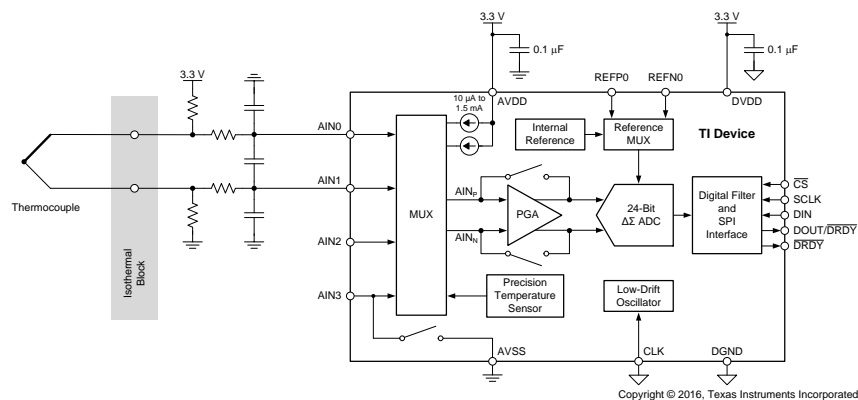 3.3 V
3.3 V
0.1 μF
0.1 μF
3.3 V
REFP0
REFN0
10 μA to
1.5 mA
AVDD
DVDD
Internal
Reference
Reference
MUX
TI Device
AIN0
AIN1
AIN2
AIN3
Thermocouple
Isothermal
Block
MUX
AINP
AINN
PGA
24-Bit
ΔΣ ADC
Digital Filter
and
SPI
Interface
CS
SCLK
DIN
DOUT/DRDY
DRDY
Precision
Temperature
Sensor
Low-Drift
Oscillator
AVSS
CLK
DGND
Copyright © 2016, Texas Instruments Incorporated